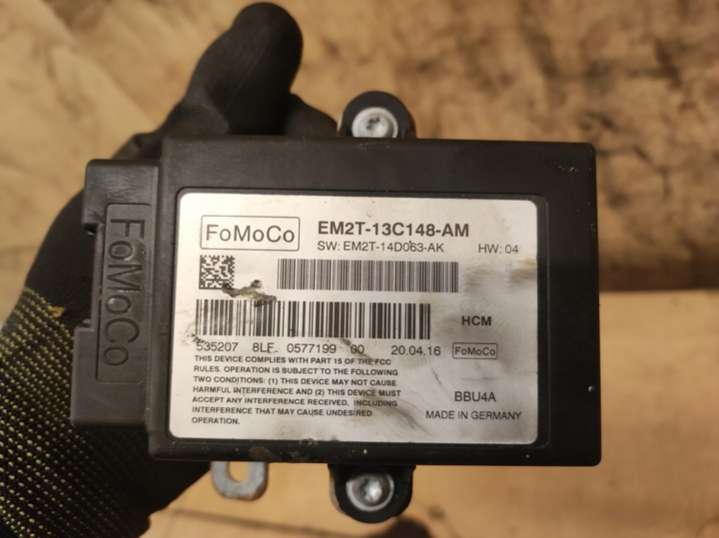 FoMoCo
FoMoCo
EM2T-13C148-AM
SW: EM2T-14D063-AK
HW: 04
HCM
535207 8LF 0577199 00 20.04.16 FoMoCo
THIS DEVICE COMPLIES WITH PART 15 OF THE FCC
RULES. OPERATION IS SUBJECT TO THE FOLLOWING
TWO CONDITIONS: (1) THIS DEVICE MAY NOT CAUSE
HARMFUL INTERFERENCE AND (2) THIS DEVICE MUST
ACCEPT ANY INTERFERENCE RECEIVED, INCLUDING
INTERFERENCE THAT MAY CAUSE UNDESIRED
OPERATION.
BBU4A
MADE IN GERMANY